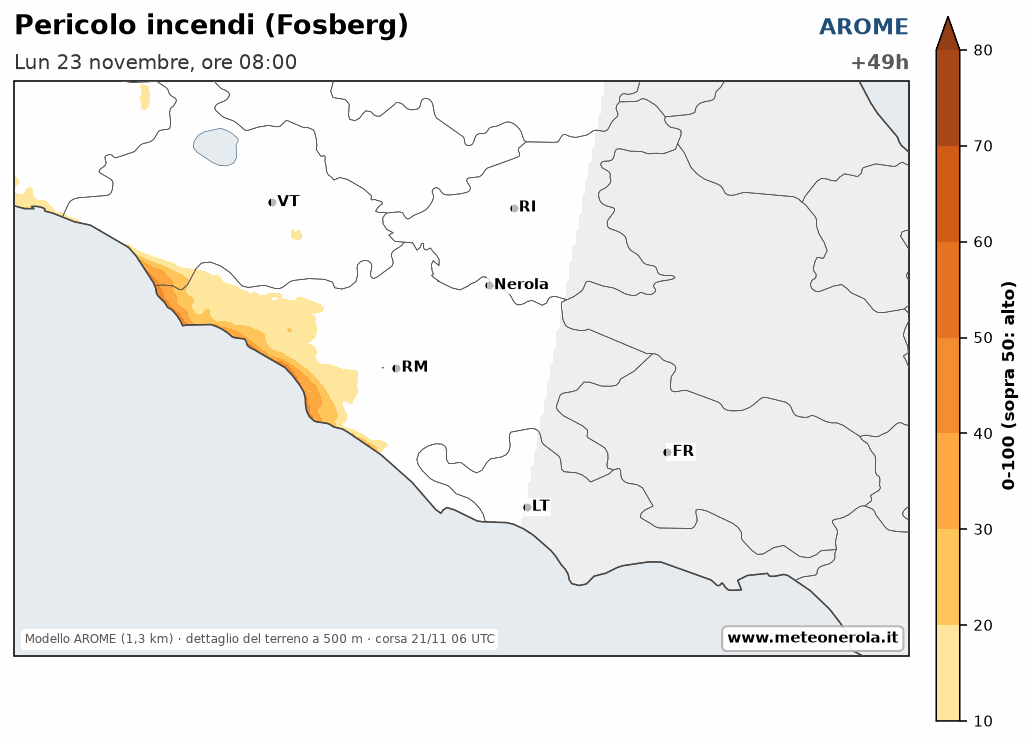 Pericolo incendi (Fosberg)
AROME
Lun 23 novembre, ore 08:00
+49h
VT
RI
Nerola
RM
FR
LT
Modello AROME (1,3 km) · dettaglio del terreno a 500 m · corsa 21/11 06 UTC
www.meteonerola.it
80
70
60
50
40
30
20
10
0-100 (sopra 50: alto)